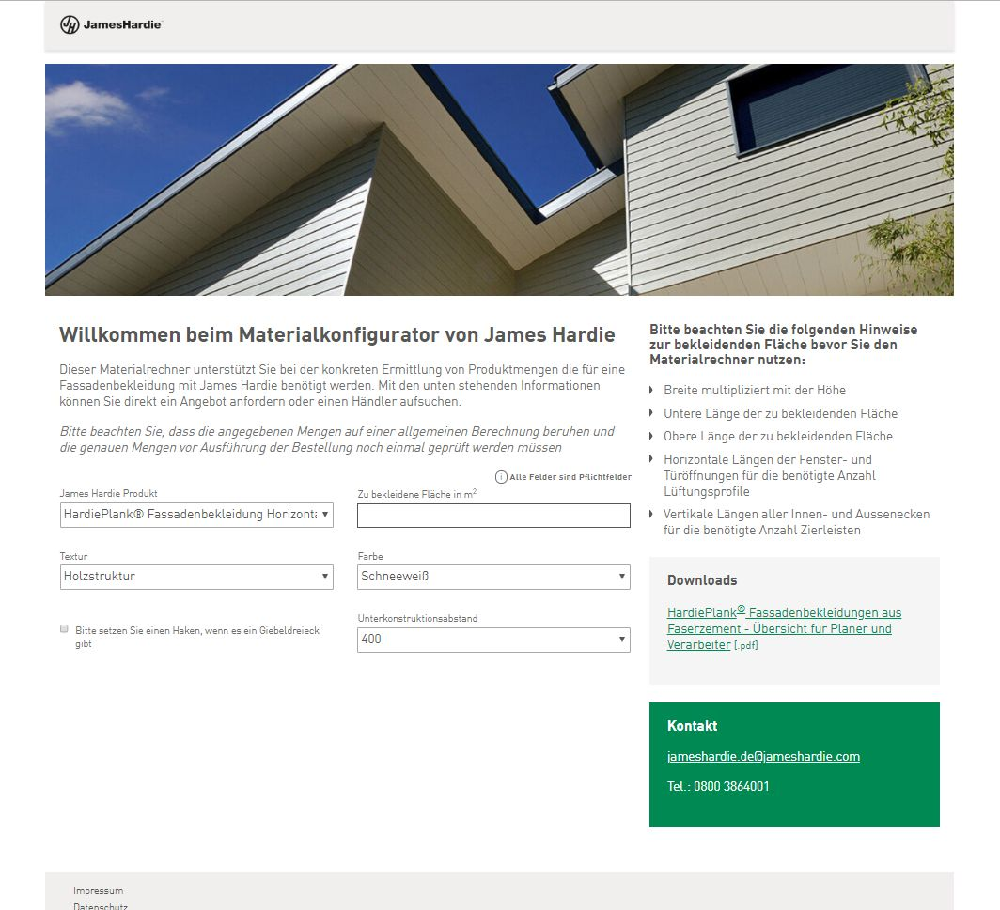 JamesHardie™
Willkommen beim Materialkonfigurator von James Hardie
Dieser Materialrechner unterstützt Sie bei der konkreten Ermittlung von Produktmengen die für eine
Fassadenbekleidung mit James Hardie benötigt werden. Mit den unten stehenden Informationen
können Sie direkt ein Angebot anfordern oder einen Händler aufsuchen.
Bitte beachten Sie, dass die angegebenen Mengen auf einer allgemeinen Berechnung beruhen und
die genauen Mengen vor Ausführung der Bestellung noch einmal geprüft werden müssen
i Alle Felder sind Pflichtfelder
James Hardie Produkt
HardiePlank® Fassadenbekleidung Horizonta
Zu bekleidene Fläche in m²
Textur
Holzstruktur
Farbe
Schneeweiß
Bitte setzen Sie einen Haken, wenn es ein Giebeldreieck
gibt
Unterkonstruktionsabstand
400
Bitte beachten Sie die folgenden Hinweise
zur bekleidenden Fläche bevor Sie den
Materialrechner nutzen:
Breite multipliziert mit der Höhe
Untere Länge der zu bekleidenden Fläche
Obere Länge der zu bekleidenden Fläche
Horizontale Längen der Fenster- und
Türöffnungen für die benötigte Anzahl
Lüftungsprofile
Vertikale Längen aller Innen- und Aussenecken
für die benötigte Anzahl Zierleisten
Downloads
HardiePlank® Fassadenbekleidungen aus
Faserzement - Übersicht für Planer und
Verarbeiter [.pdf]
Kontakt
jameshardie.de@jameshardie.com
Tel.: 0800 3864001
Impressum
Datenschutz